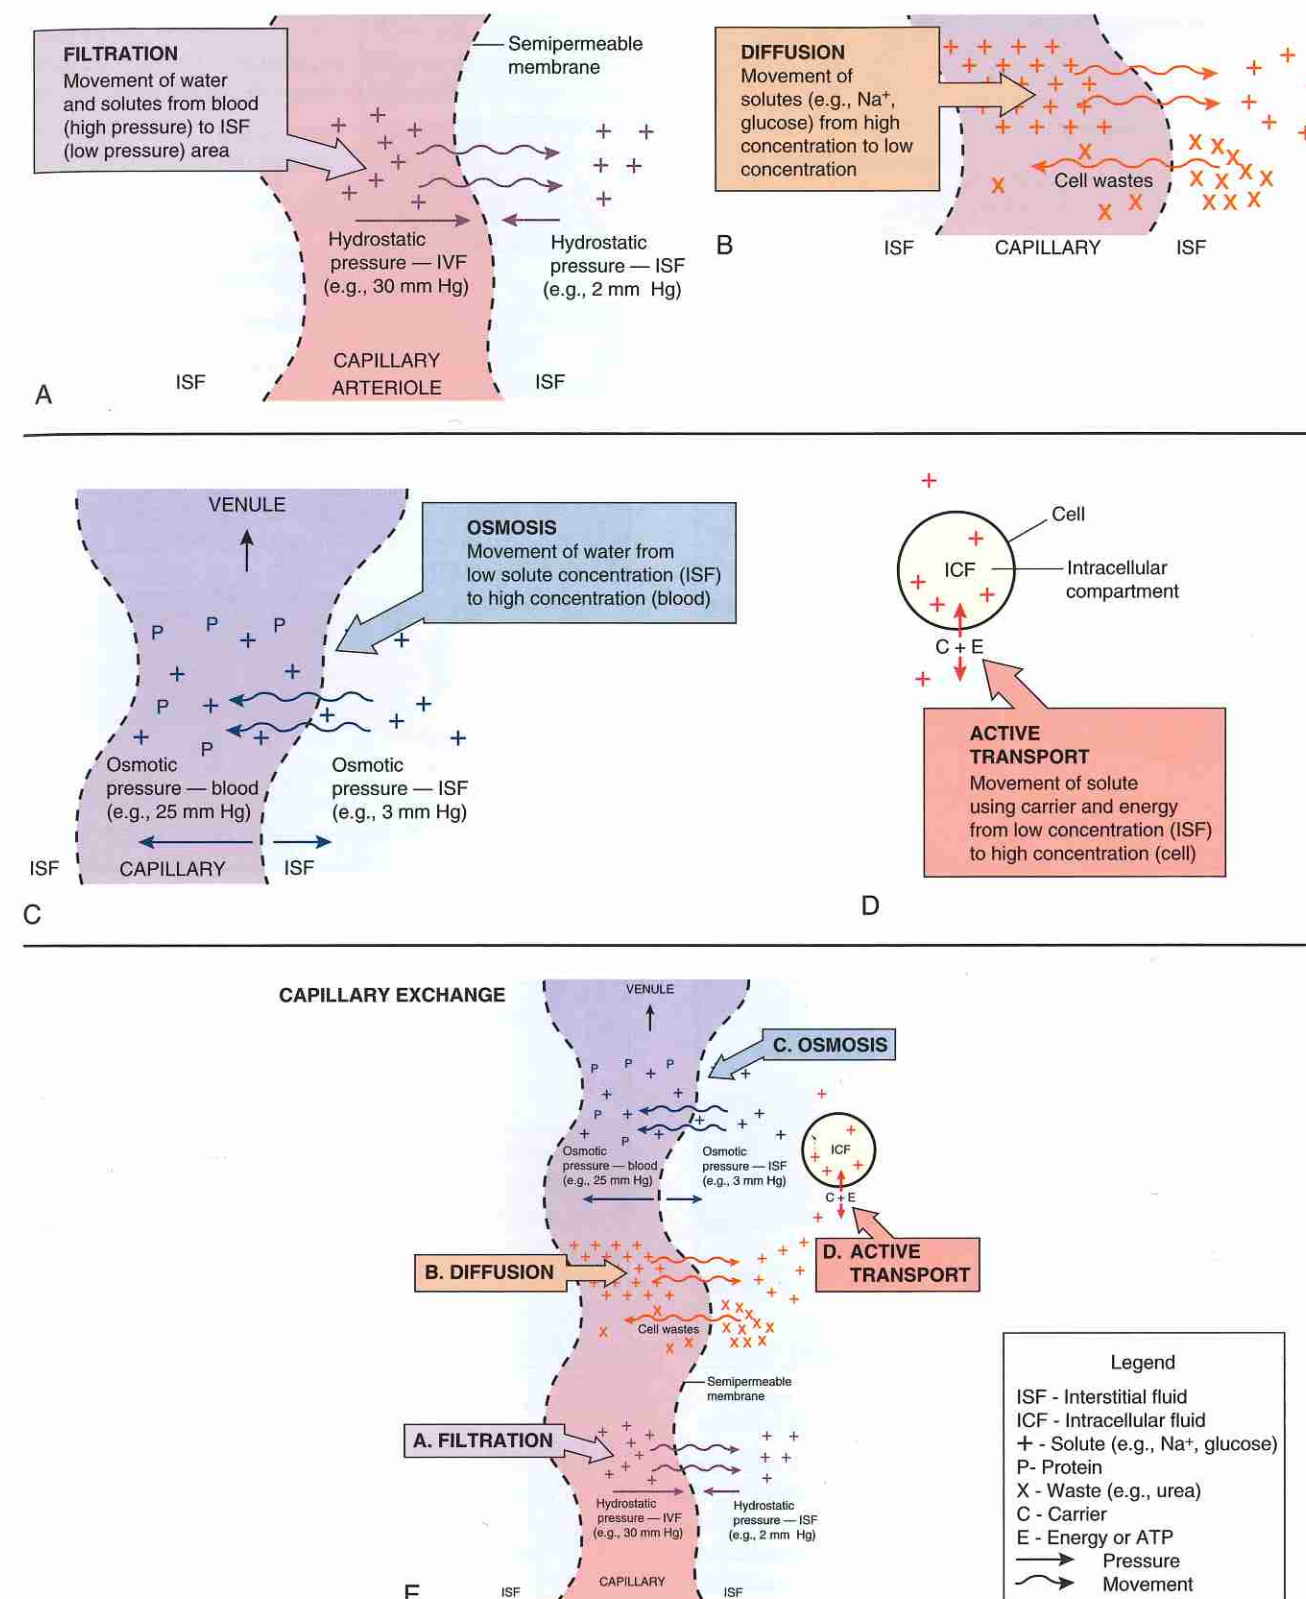 FILTRATION
Movement of water
and solutes from blood
(high pressure) to ISF
(low pressure) area
Semipermeable
membrane
Hydrostatic
pressure — IVF
(e.g., 30 mm Hg)
Hydrostatic
pressure — ISF
(e.g., 2 mm Hg)
CAPILLARY
ARTERIOLE
ISF
ISF
A
DIFFUSION
Movement of
solutes (e.g., Na⁺,
glucose) from high
concentration to low
concentration
Cell wastes
ISF
CAPILLARY
ISF
B
VENULE
OSMOSIS
Movement of water from
low solute concentration (ISF)
to high concentration (blood)
P P P
P
P
Osmotic
pressure — blood
(e.g., 25 mm Hg)
Osmotic
pressure — ISF
(e.g., 3 mm Hg)
ISF
CAPILLARY
ISF
C
Cell
ICF
Intracellular
compartment
C + E
ACTIVE
TRANSPORT
Movement of solute
using carrier and energy
from low concentration (ISF)
to high concentration (cell)
D
CAPILLARY EXCHANGE
VENULE
C. OSMOSIS
P P P
P
P
Osmotic
pressure — blood
(e.g., 25 mm Hg)
Osmotic
pressure — ISF
(e.g., 3 mm Hg)
ICF
C + E
D. ACTIVE
TRANSPORT
B. DIFFUSION
Cell wastes
Semipermeable
membrane
A. FILTRATION
Hydrostatic
pressure — IVF
(e.g., 30 mm Hg)
Hydrostatic
pressure — ISF
(e.g., 2 mm Hg)
CAPILLARY
ISF
ISF
E
Legend
ISF - Interstitial fluid
ICF - Intracellular fluid
+ - Solute (e.g., Na⁺, glucose)
P- Protein
X - Waste (e.g., urea)
C - Carrier
E - Energy or ATP
Pressure
Movement